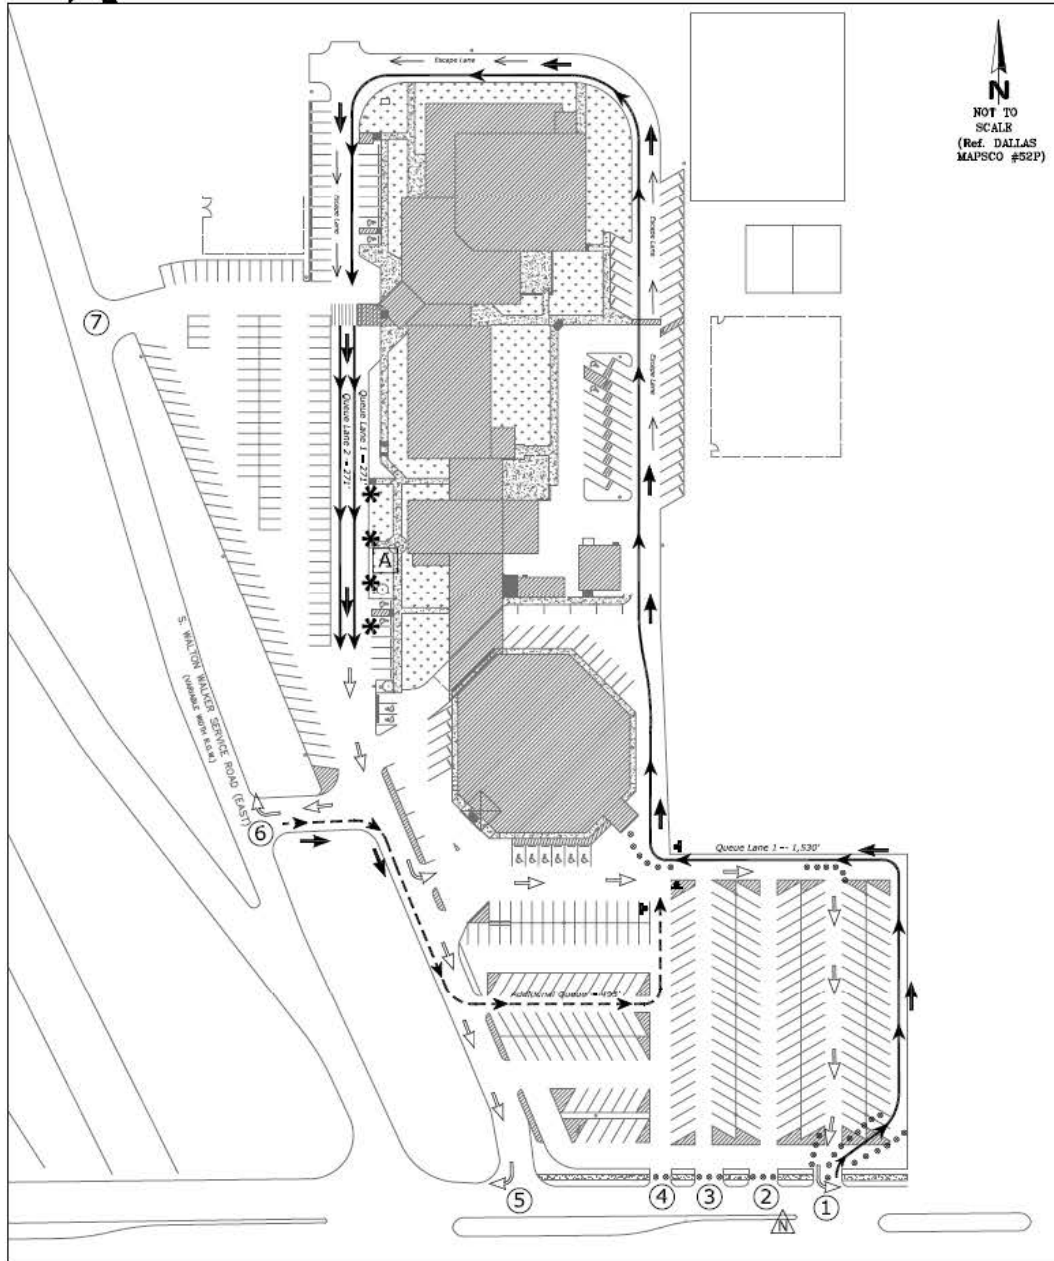 Escape Lane
N
NOT TO
SCALE
(Ref. DALLAS
MAPSCO #52P)
Escape Lane
Escape Lane
7
Escape Lane
Queue Lane 1 -- 271'
Queue Lane 2 -- 271'
A
S. WALTON WALKER SERVICE ROAD (EAST)
(VARIABLE WIDTH R.O.W.)
6
Queue Lane 1 -- 1,530'
Additional Queue -- 495'
5
4
3
2
1
N